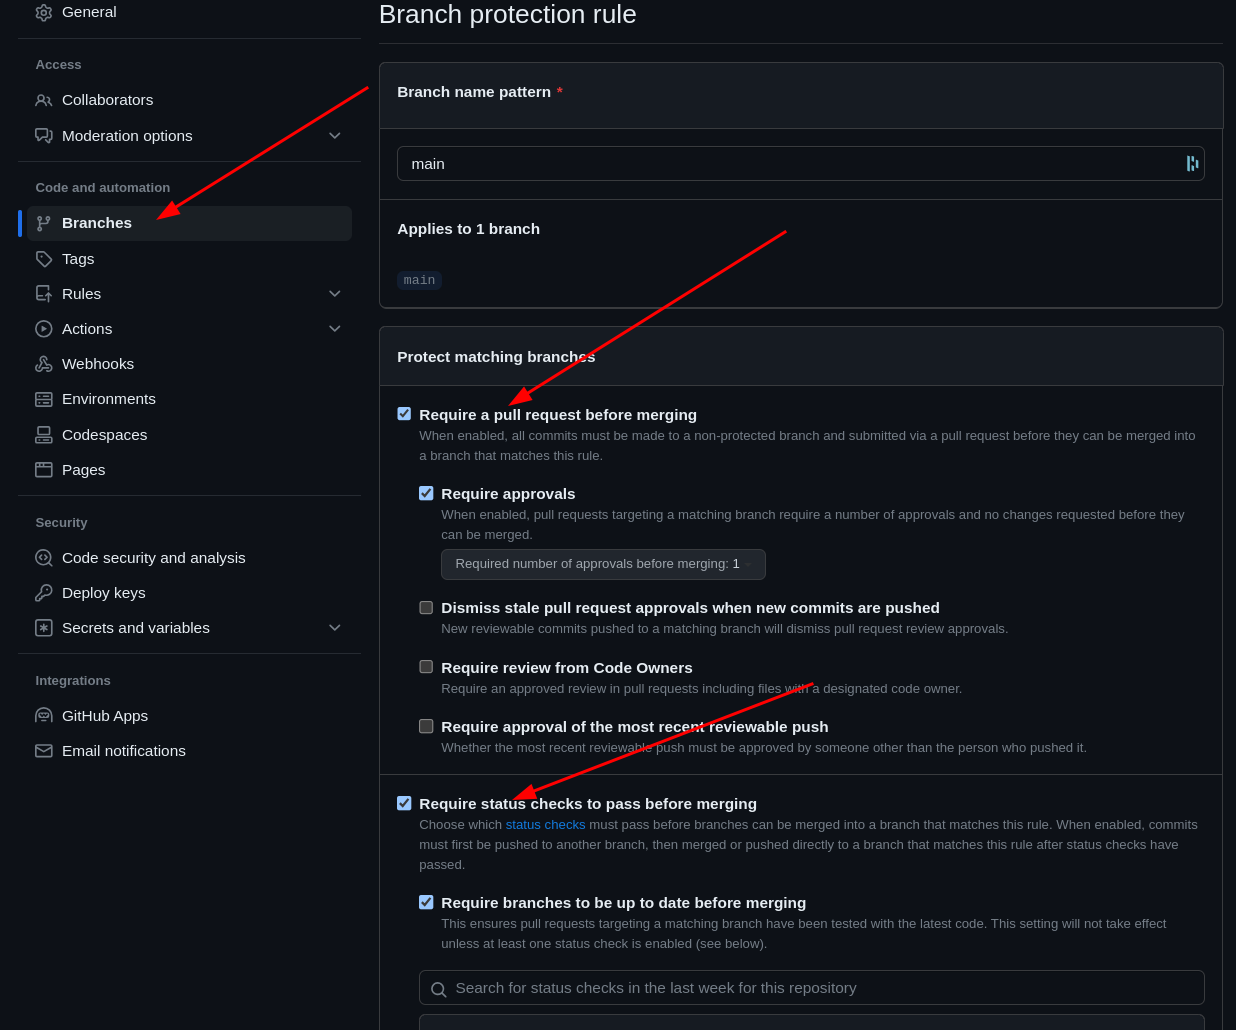 General
Access
Collaborators
Moderation options
Code and automation
Branches
Tags
Rules
Actions
Webhooks
Environments
Codespaces
Pages
Security
Code security and analysis
Deploy keys
Secrets and variables
Integrations
GitHub Apps
Email notifications
Branch protection rule
Branch name pattern *
main
Applies to 1 branch
main
Protect matching branches
Require a pull request before merging
When enabled, all commits must be made to a non-protected branch and submitted via a pull request before they can be merged into
a branch that matches this rule.
Require approvals
When enabled, pull requests targeting a matching branch require a number of approvals and no changes requested before they
can be merged.
Required number of approvals before merging: 1
Dismiss stale pull request approvals when new commits are pushed
New reviewable commits pushed to a matching branch will dismiss pull request review approvals.
Require review from Code Owners
Require an approved review in pull requests including files with a designated code owner.
Require approval of the most recent reviewable push
Whether the most recent reviewable push must be approved by someone other than the person who pushed it.
Require status checks to pass before merging
Choose which status checks must pass before branches can be merged into a branch that matches this rule. When enabled, commits
must first be pushed to another branch, then merged or pushed directly to a branch that matches this rule after status checks have
passed.
Require branches to be up to date before merging
This ensures pull requests targeting a matching branch have been tested with the latest code. This setting will not take effect
unless at least one status check is enabled (see below).
Search for status checks in the last week for this repository